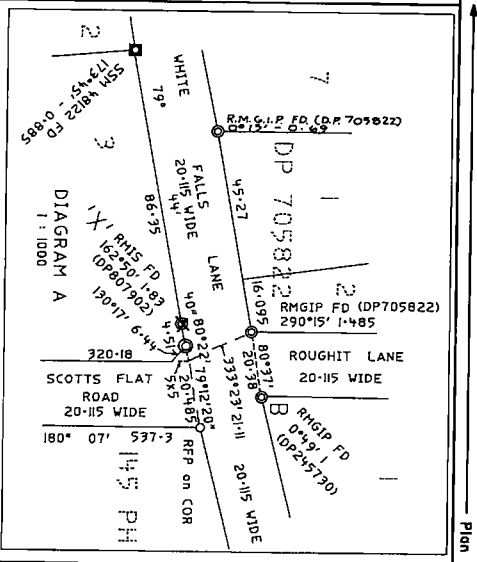 Plan
2
SSM 48122 FD
173°45' - 0·885
3
WHITE FALLS LANE
20·115 WIDE
79° 44' 40"
86·35
7
R.M.G.I.P. FD. (D.P. 705822)
0°15' - 0·69
DP 705822
1
2
45·27
16·095
RMGIP FD (DP705822)
290°15' 1·485
ROUGHIT LANE
20·115 WIDE
80°37'
20·38
B
1
RMGIP FD
0°49' 1
(DP245730)
333°23' 21·11
80°22'
79°12'20"
20·485
20·115 WIDE
4·51
5x5
'X' RMIS FD
162°50' 1·83
(DP807902)
130°17' 6·44
320·18
SCOTTS FLAT
ROAD
20·115 WIDE
180° 07' 537·3
RFP on COR
145 PH
DIAGRAM A
1 : 1000